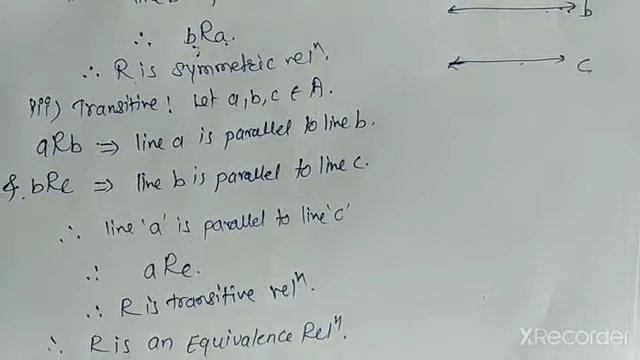 ∴ bRa.
b
∴ R is symmetric relⁿ.
c
iii) Transitive: Let a, b, c ∈ A.
aRb ⇒ line a is parallel to line b.
&. bRc ⇒ line b is parallel to line c.
∴ line 'a' is parallel to line 'c'
∴ aRc.
∴ R is transitive relⁿ.
∴ R is an Equivalence Relⁿ.
XRecorder